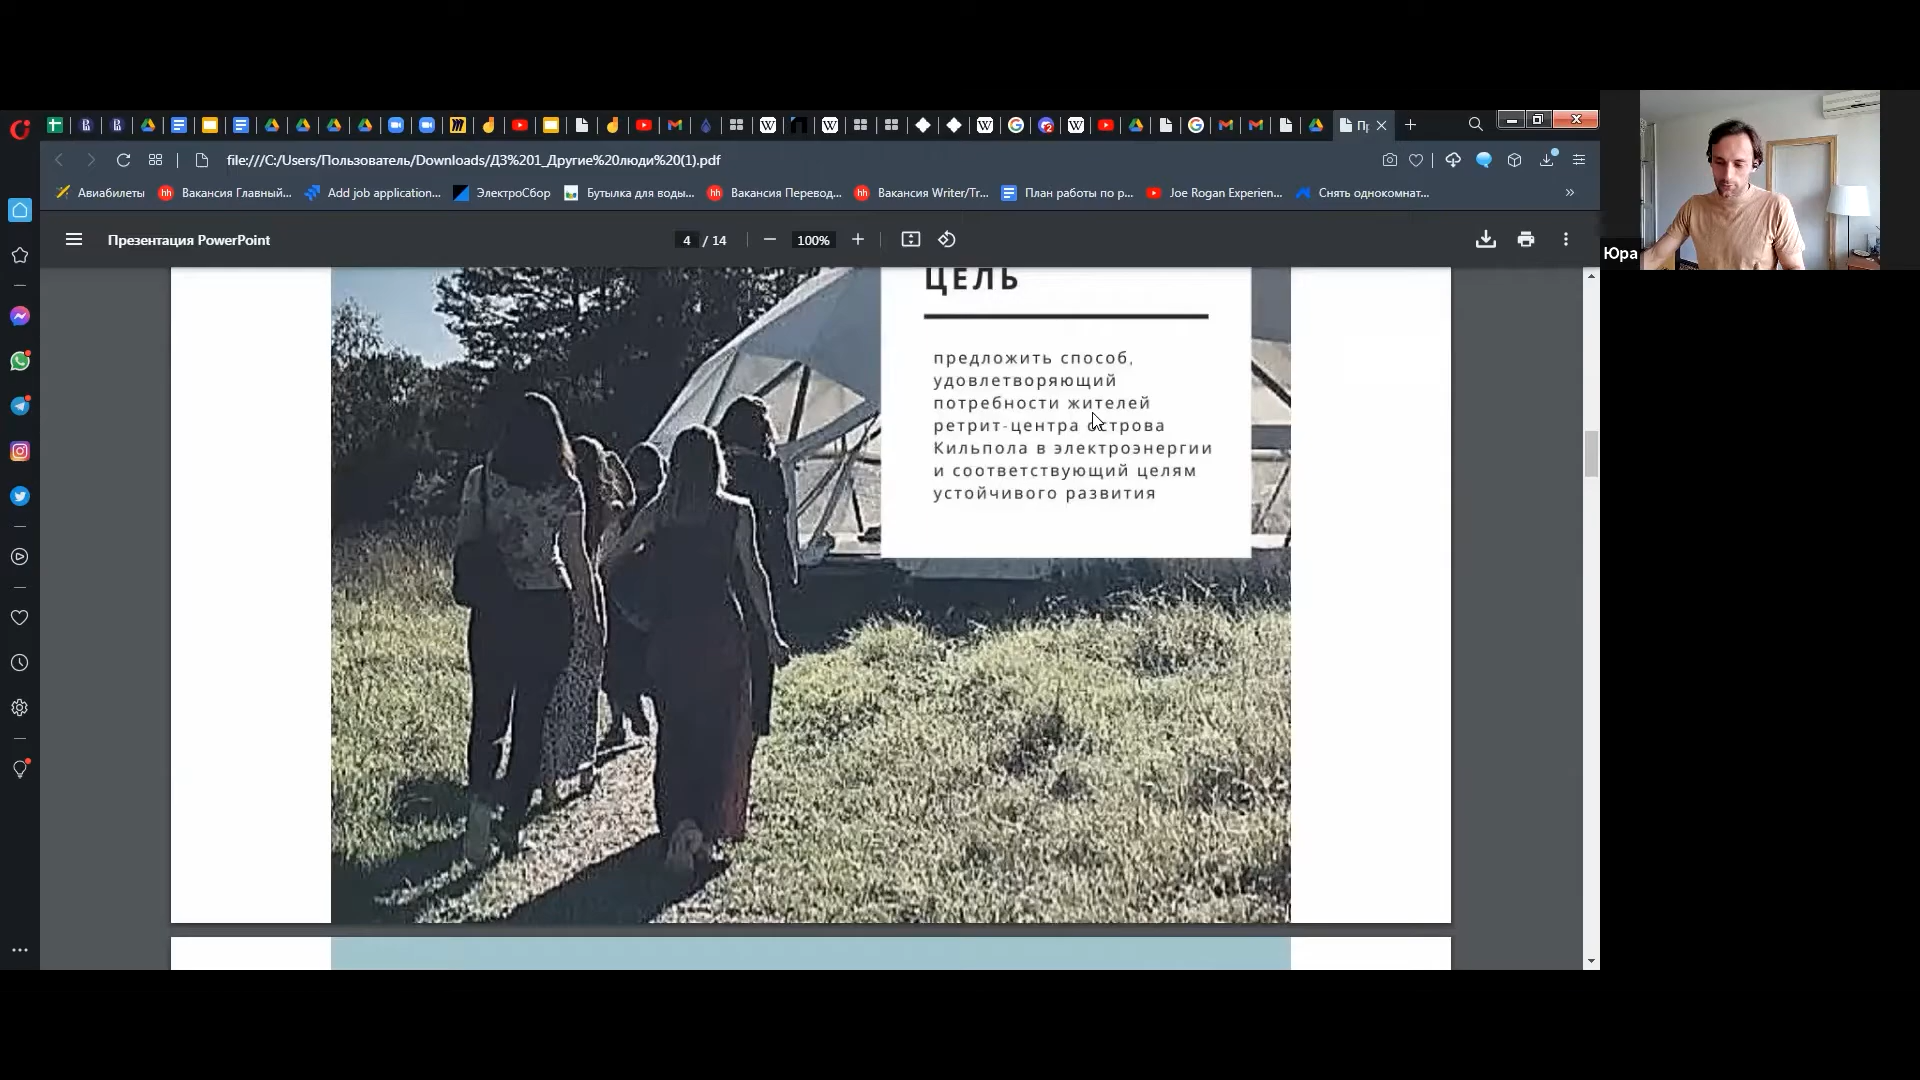 file:///C:/Users/Пользователь/Downloads/ДЗ%201_Другие%20люди%20(1).pdf
Авиабилеты
Вакансия Главный...
Add job application...
ЭлектроСбор
Бутылка для воды...
Вакансия Перевод...
Вакансия Writer/Tr...
План работы по р...
Joe Rogan Experien...
Снять однокомнат...
Презентация PowerPoint
4 / 14
100%
Юра
ЦЕЛЬ
предложить способ,
удовлетворяющий
потребности жителей
ретрит-центра острова
Кильпола в электроэнергии
и соответствующий целям
устойчивого развития